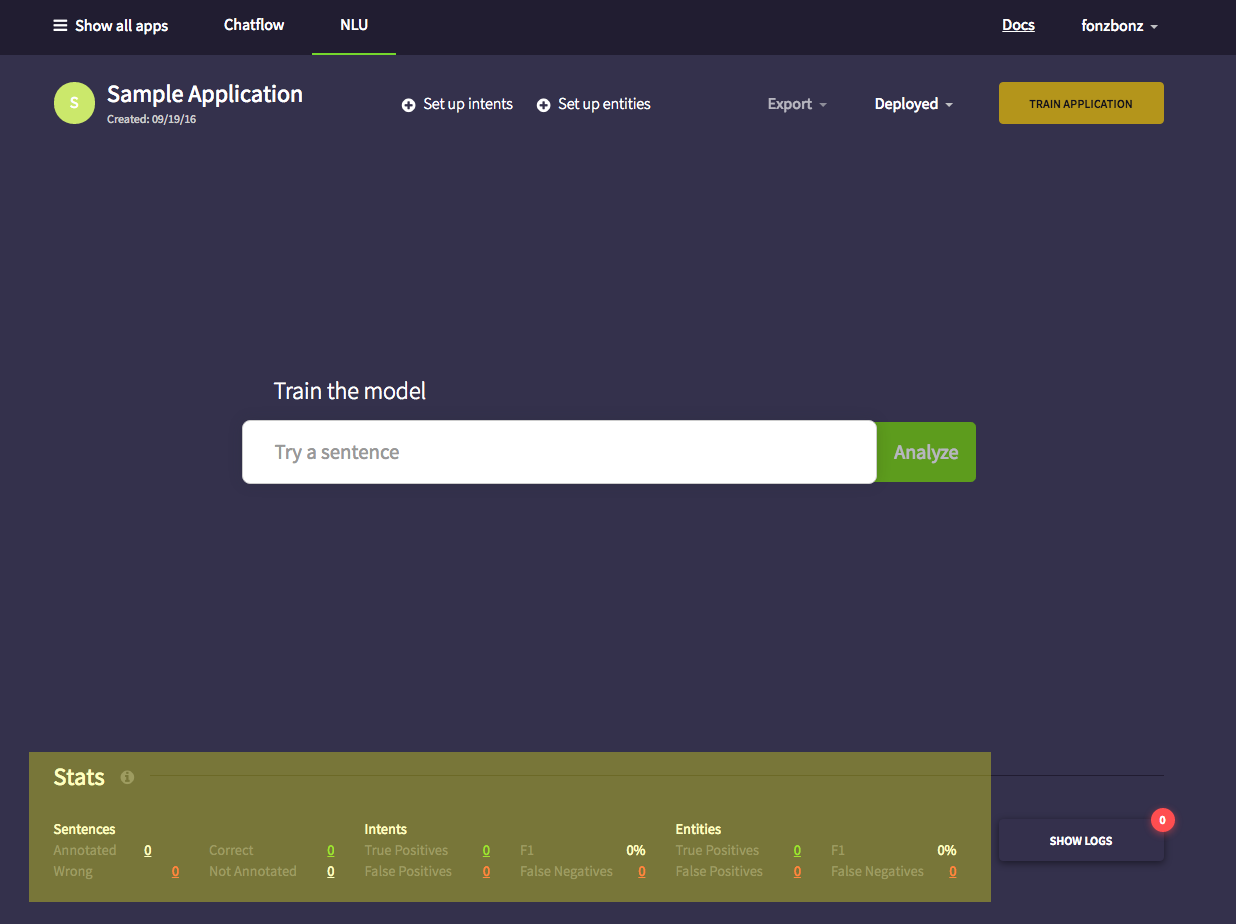 Show all apps Chatflow NLU Docs fonzbonz
S
Sample Application
Created: 09/19/16
Set up intents Set up entities Export Deployed TRAIN APPLICATION
Train the model
Try a sentence Analyze
Stats
Sentences Intents Entities
Annotated 0 Correct 0 True Positives 0 F1 0% True Positives 0 F1 0%
Wrong 0 Not Annotated 0 False Positives 0 False Negatives 0 False Positives 0 False Negatives 0
0
SHOW LOGS